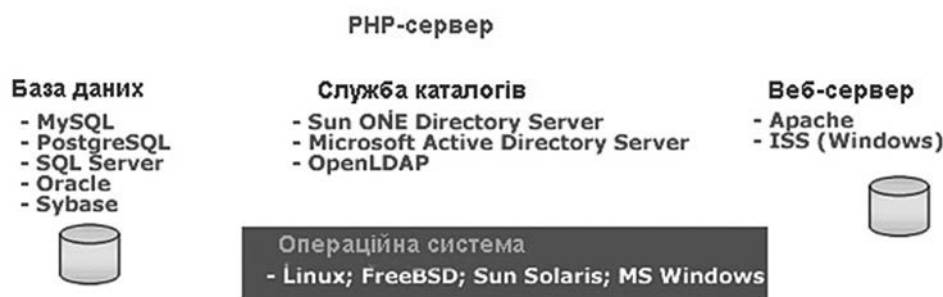 PHP-сервер
База даних
- MySQL
- PostgreSQL
- SQL Server
- Oracle
- Sybase
Служба каталогів
- Sun ONE Directory Server
- Microsoft Active Directory Server
- OpenLDAP
Веб-сервер
- Apache
- ISS (Windows)
Операційна система
- Linux; FreeBSD; Sun Solaris; MS Windows